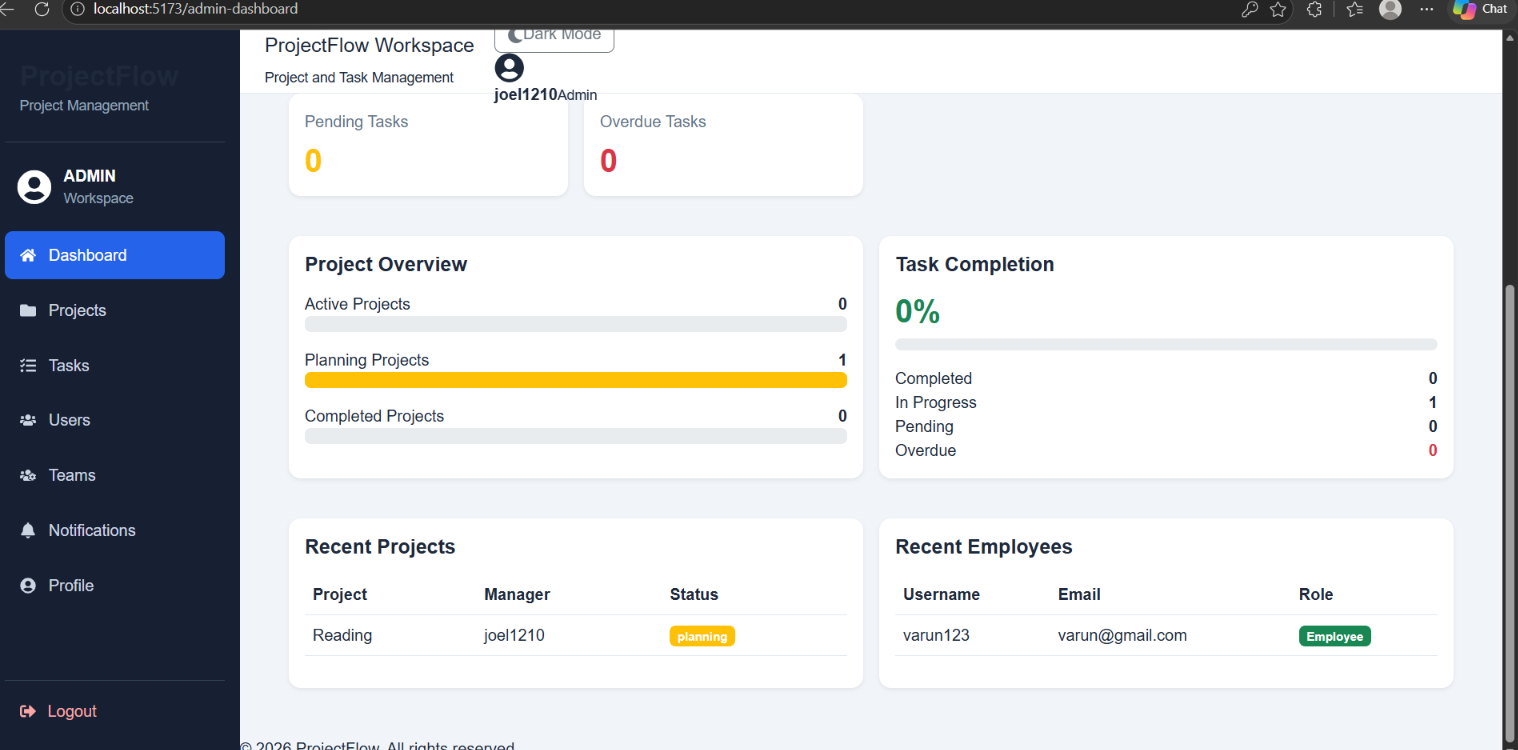 localhost:5173/admin-dashboard
Chat
ProjectFlow
Project Management
ADMIN
Workspace
Dashboard
Projects
Tasks
Users
Teams
Notifications
Profile
Logout
ProjectFlow Workspace
Project and Task Management
Dark Mode
joel1210Admin
Pending Tasks
0
Overdue Tasks
0
Project Overview
Active Projects 0
Planning Projects 1
Completed Projects 0
Task Completion
0%
Completed 0
In Progress 1
Pending 0
Overdue 0
Recent Projects
Project Manager Status
Reading joel1210 planning
Recent Employees
Username Email Role
varun123 varun@gmail.com Employee
© 2026 ProjectFlow. All rights reserved.